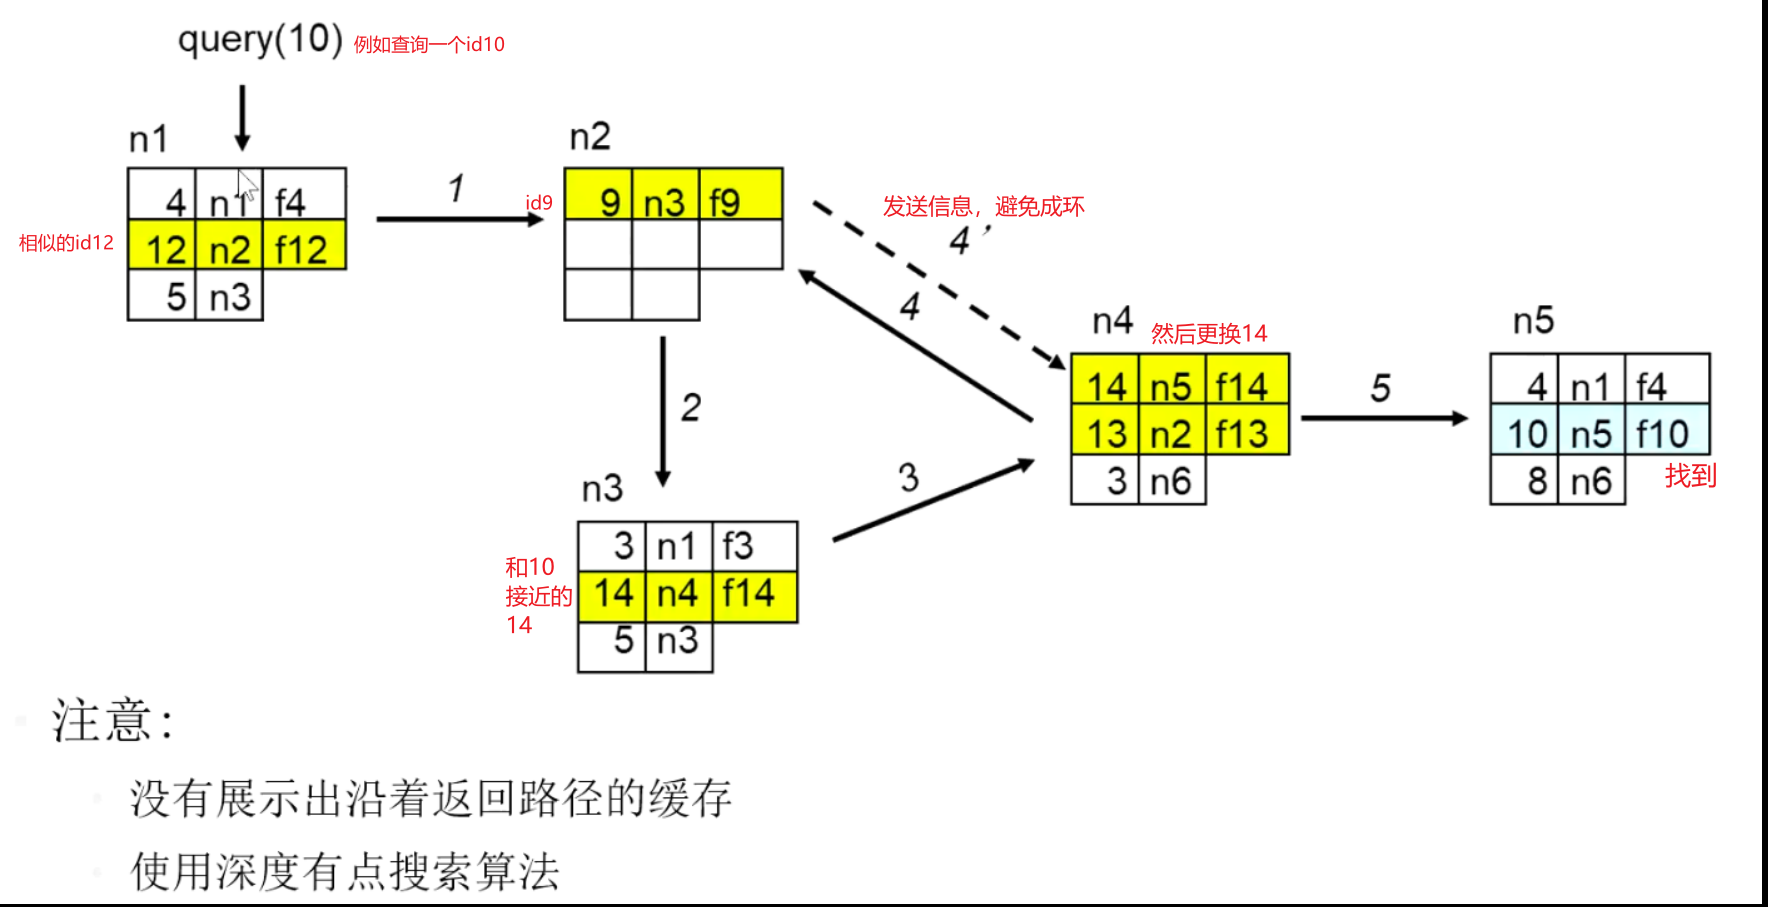 query(10) 例如查询一个id10
n1
4 n1 f4
相似的id12 12 n2 f12
5 n3
1
n2
id9 9 n3 f9
发送信息，避免成环
4’
4
2
n3
3 n1 f3
和10
接近的
14
14 n4 f14
5 n3
3
n4 然后更换14
14 n5 f14
13 n2 f13
3 n6
5
n5
4 n1 f4
10 n5 f10
8 n6
找到
注意：
没有展示出沿着返回路径的缓存
使用深度有点搜索算法